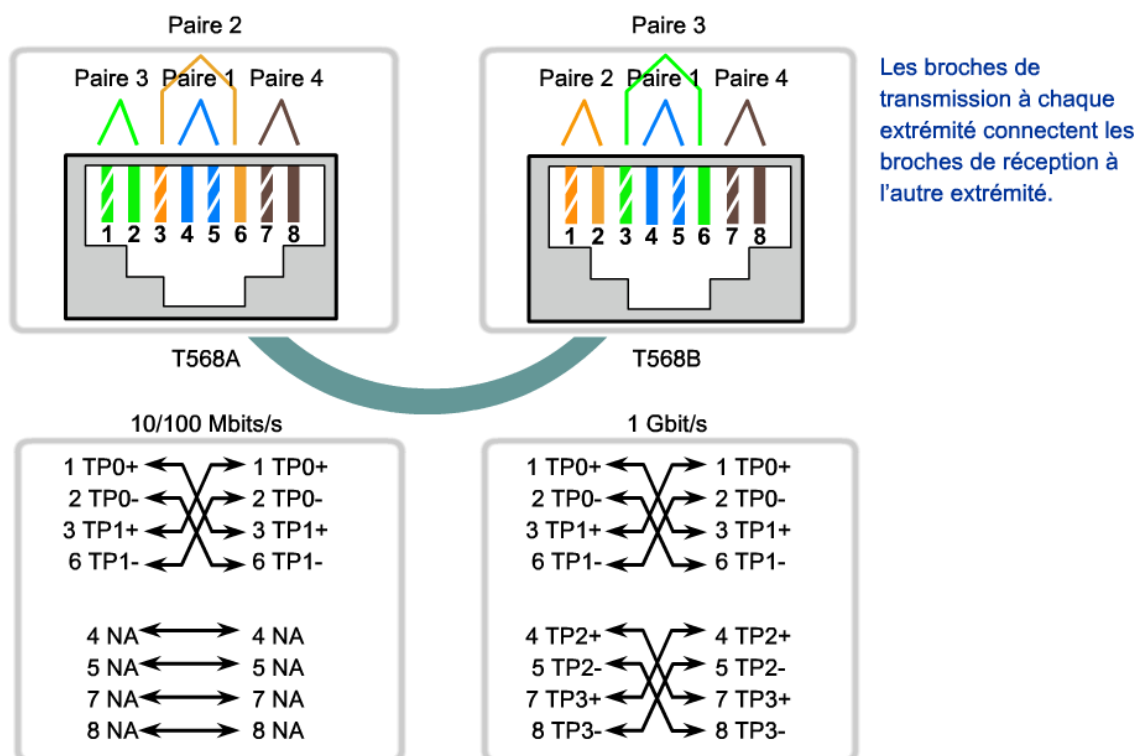 Paire 2
Paire 3 Paire 1 Paire 4
1 2 3 4 5 6 7 8
T568A
Paire 3
Paire 2 Paire 1 Paire 4
1 2 3 4 5 6 7 8
T568B
Les broches de
transmission à chaque
extrémité connectent les
broches de réception à
l'autre extrémité.
10/100 Mbits/s
1 TP0+ 1 TP0+
2 TP0- 2 TP0-
3 TP1+ 3 TP1+
6 TP1- 6 TP1-
4 NA 4 NA
5 NA 5 NA
7 NA 7 NA
8 NA 8 NA
1 Gbit/s
1 TP0+ 1 TP0+
2 TP0- 2 TP0-
3 TP1+ 3 TP1+
6 TP1- 6 TP1-
4 TP2+ 4 TP2+
5 TP2- 5 TP2-
7 TP3+ 7 TP3+
8 TP3- 8 TP3-